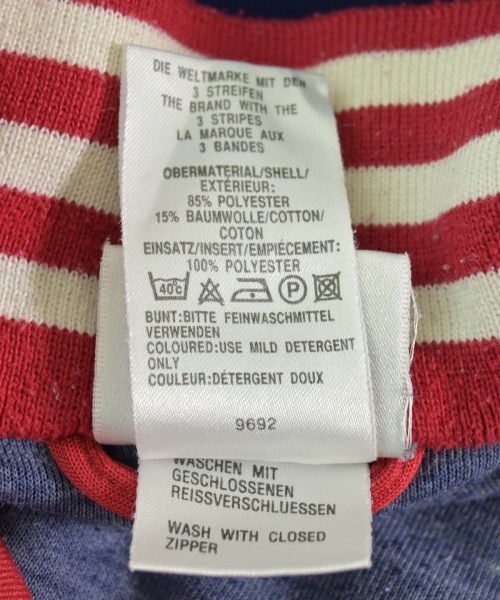 DIE WELTMARKE MIT DEN
3 STREIFEN
THE BRAND WITH THE
3 STRIPES
LA MARQUE AUX
3 BANDES
OBERMATERIAL/SHELL/
EXTÉRIEUR:
85% POLYESTER
15% BAUMWOLLE/COTTON/
COTON
EINSATZ/INSERT/EMPIÉCEMENT:
100% POLYESTER
40°C P
BUNT:BITTE FEINWASCHMITTEL
VERWENDEN
COLOURED:USE MILD DETERGENT
ONLY
COULEUR:DÉTERGENT DOUX
9692
WASCHEN MIT
GESCHLOSSENEN
REISSVERSCHLUESSEN
WASH WITH CLOSED
ZIPPER